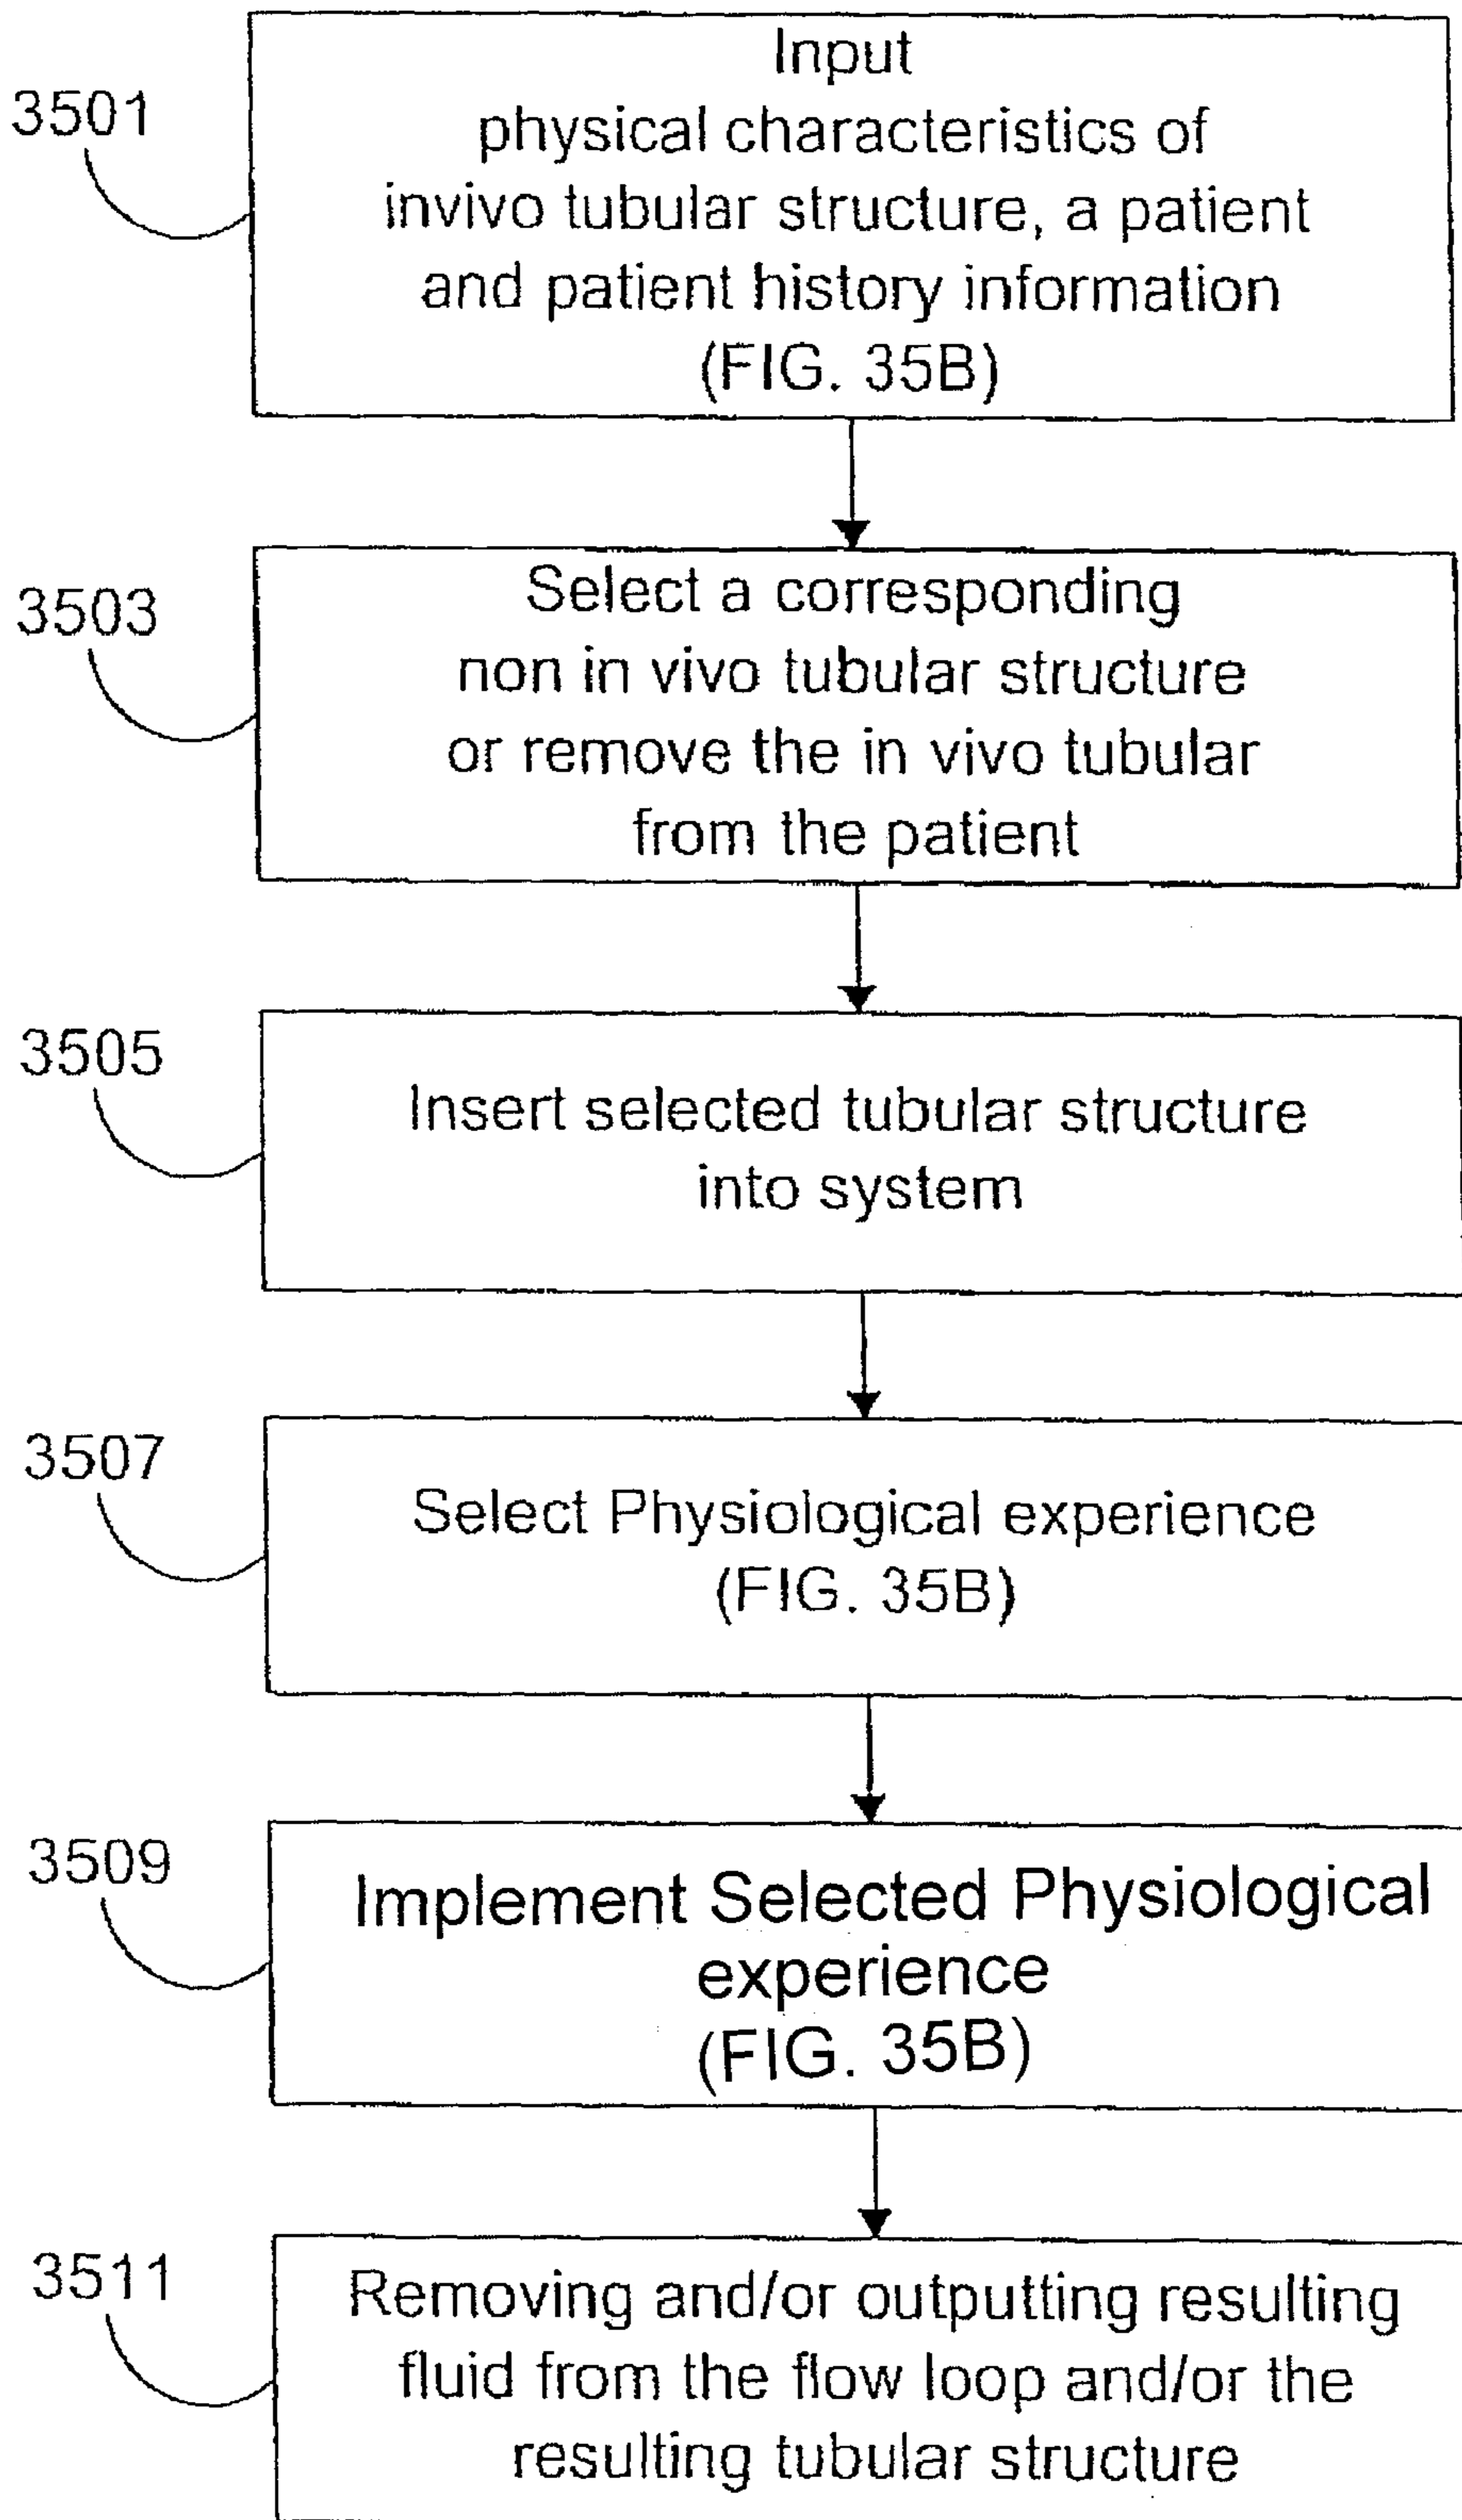 3501
Input
physical characteristics of
invivo tubular structure, a patient
and patient history information
(FIG. 35B)
3503
Select a corresponding
non in vivo tubular structure
or remove the in vivo tubular
from the patient
3505
Insert selected tubular structure
into system
3507
Select Physiological experience
(FIG. 35B)
3509
Implement Selected Physiological
experience
(FIG. 35B)
3511
Removing and/or outputting resulting
fluid from the flow loop and/or the
resulting tubular structure